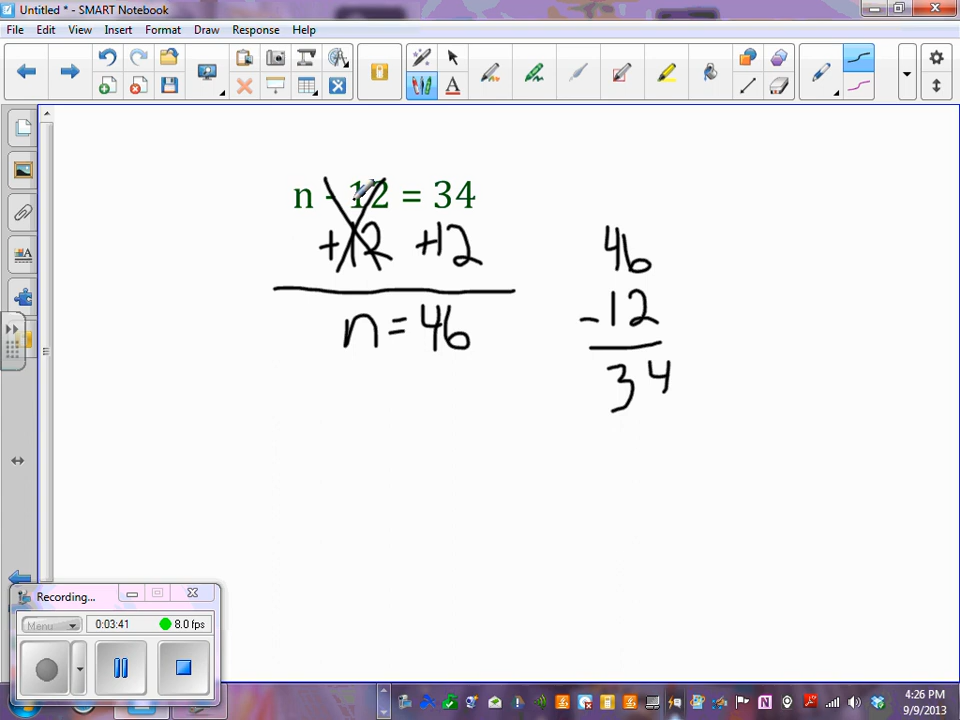 Untitled * - SMART Notebook
File Edit View Insert Format Draw Response Help
n - 12 = 34
+12 +12
n = 46
46
-12
34
Recording...
Menu
0:03:41
8.0 fps
4:26 PM
9/9/2013